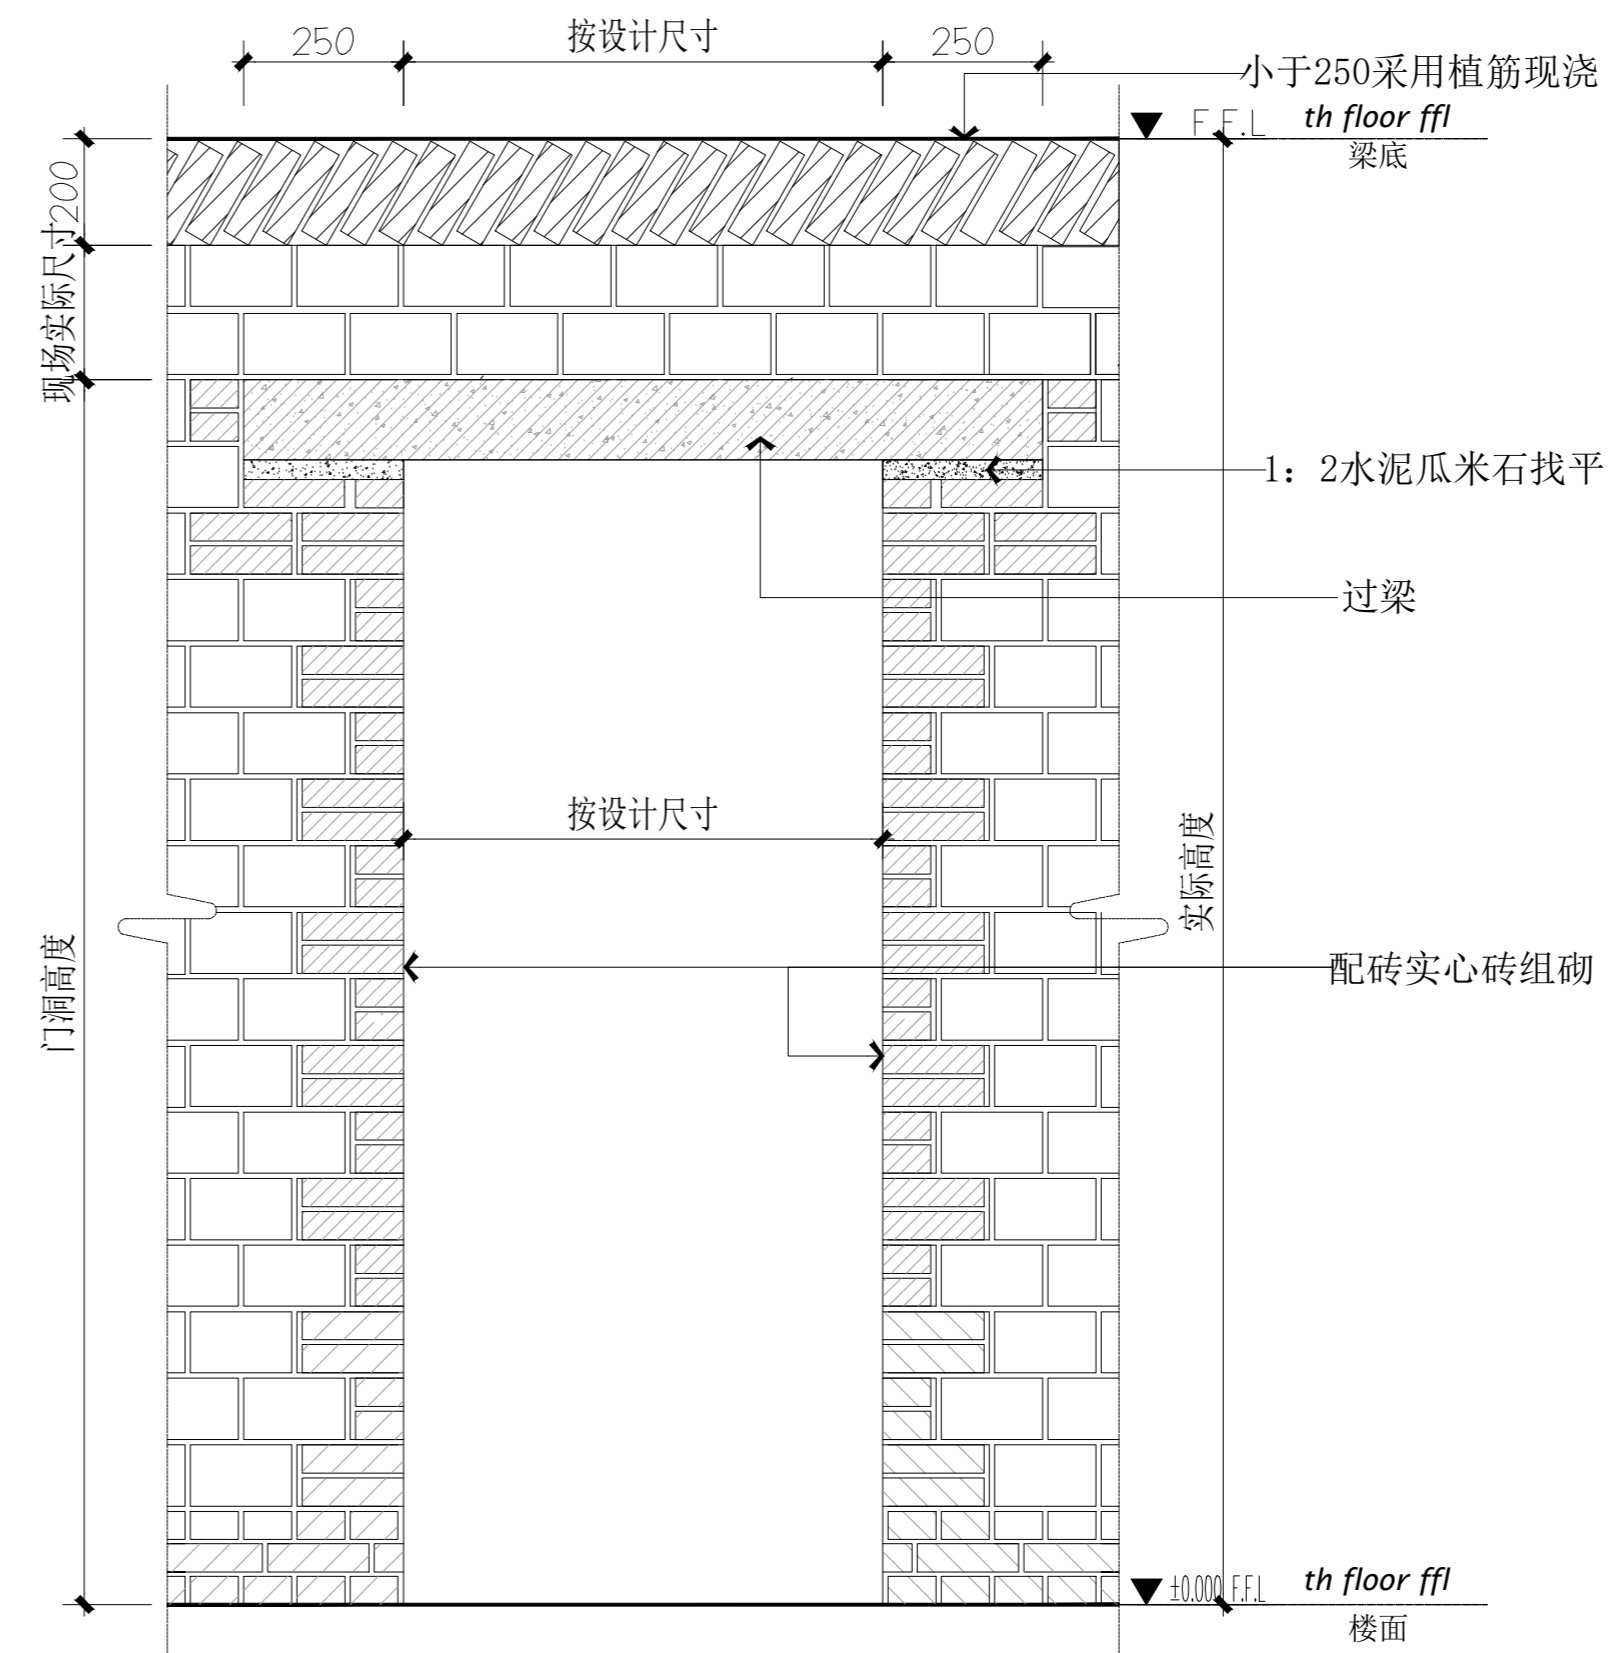 250
按设计尺寸
250
小于250采用植筋现浇
F.F.L
th floor ffl
梁底
200
现场实际尺寸
1：2水泥瓜米石找平
过梁
按设计尺寸
实际高度
门洞高度
配砖实心砖组砌
±0.000 F.F.L
th floor ffl
楼面